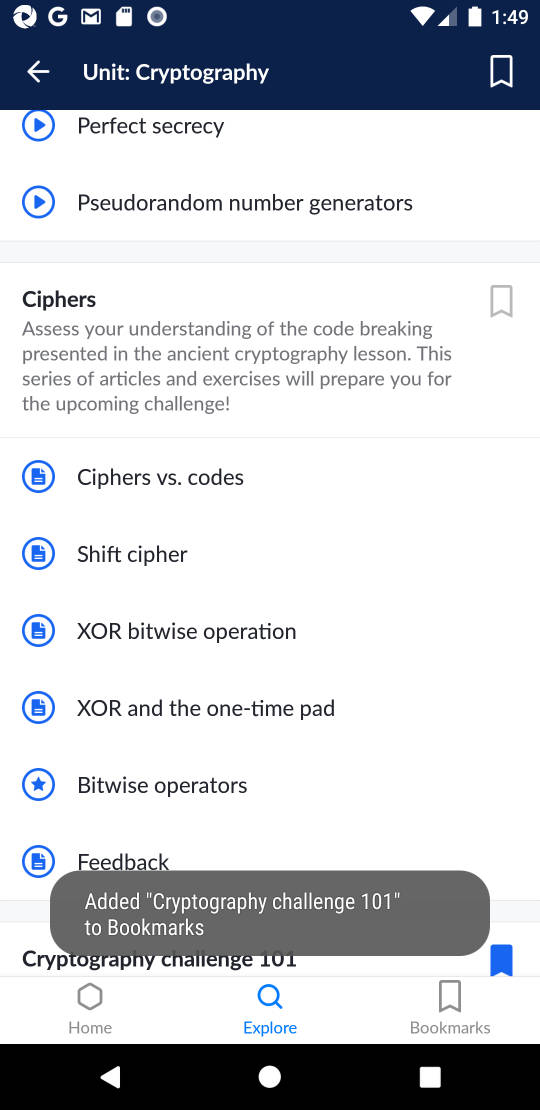 1:49
Unit: Cryptography
Perfect secrecy
Pseudorandom number generators
Ciphers
Assess your understanding of the code breaking
presented in the ancient cryptography lesson. This
series of articles and exercises will prepare you for
the upcoming challenge!
Ciphers vs. codes
Shift cipher
XOR bitwise operation
XOR and the one-time pad
Bitwise operators
Feedback
Added "Cryptography challenge 101"
to Bookmarks
Cryptography challenge 101
Home
Explore
Bookmarks